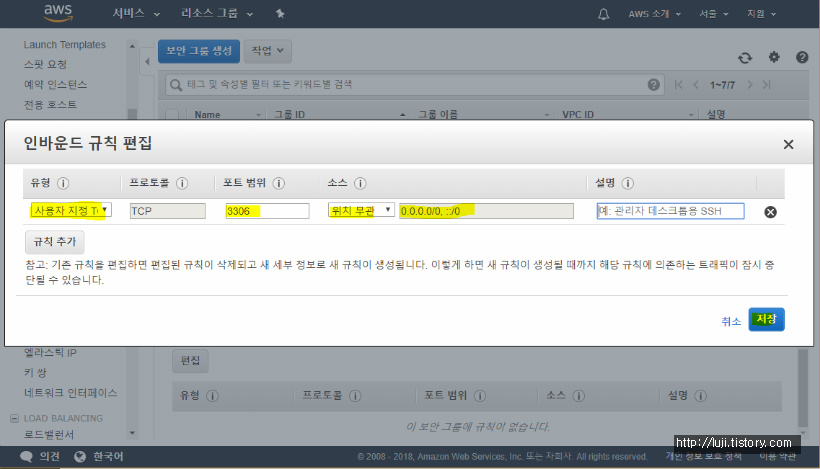 aws 서비스 리소스 그룹 AWS 소개 서울 지원
Launch Templates
스팟 요청
예약 인스턴스
전용 호스트
보안 그룹 생성 작업
태그 및 속성별 필터 또는 키워드별 검색 1~7/7
Name 그룹 ID 그룹 이름 VPC ID 설명
인바운드 규칙 편집
유형 프로토콜 포트 범위 소스 설명
사용자 지정 TCP 3306 위치 무관 0.0.0.0/0, ::/0 예: 관리자 데스크톱용 SSH
규칙 추가
참고: 기존 규칙을 편집하면 편집된 규칙이 삭제되고 새 세부 정보로 새 규칙이 생성됩니다. 이렇게 하면 새 규칙이 생성될 때까지 해당 규칙에 의존하는 트래픽이 잠시 중
단될 수 있습니다.
취소 저장
엘라스틱 IP
키 쌍
네트워크 인터페이스
LOAD BALANCING
로드밸런서
편집
유형 프로토콜 포트 범위 소스 설명
이 보안 그룹에 규칙이 없습니다.
http://luji.tistory.com
의견 한국어 © 2008 - 2018, Amazon Web Services, Inc. 또는 자회사. All rights reserved. 개인 정보 보호 정책 이용 약관